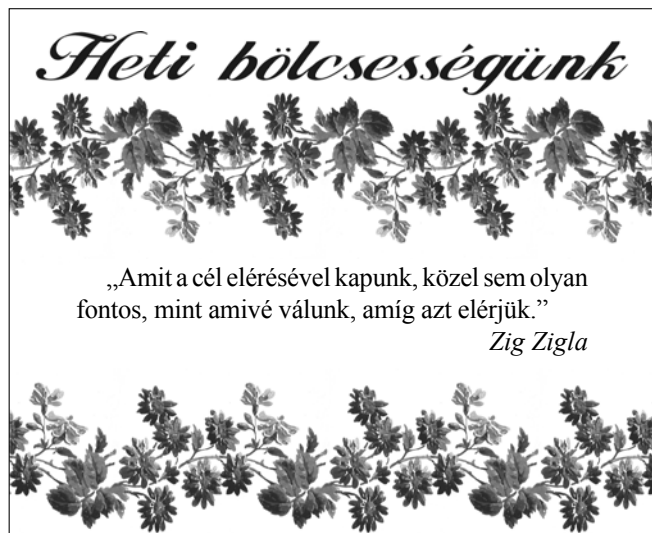 Heti bölcsességünk
„Amit a cél elérésével kapunk, közel sem olyan
fontos, mint amivé válunk, amíg azt elérjük.”
Zig Zigla